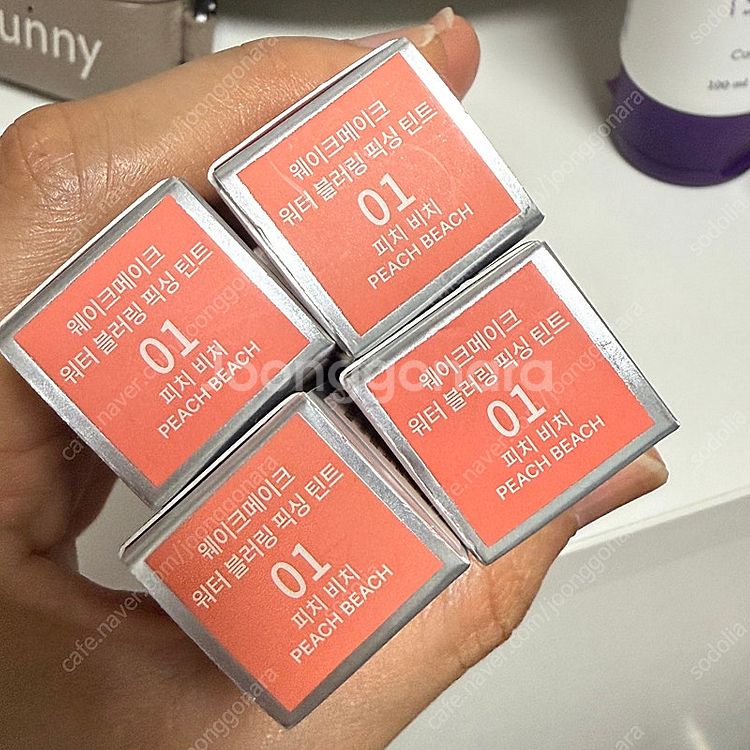 unny
웨이크메이크
워터 블러링 픽싱 틴트
01
피치 비치
PEACH BEACH
웨이크메이크
워터 블러링 픽싱 틴트
01
피치 비치
PEACH BEACH
웨이크메이크
워터 블러링 픽싱 틴트
01
피치 비치
PEACH BEACH
웨이크메이크
워터 블러링 픽싱 틴트
01
피치 비치
PEACH BEACH
100 ml
joonggonara
cafe.naver.com/joonggonara
sodolia